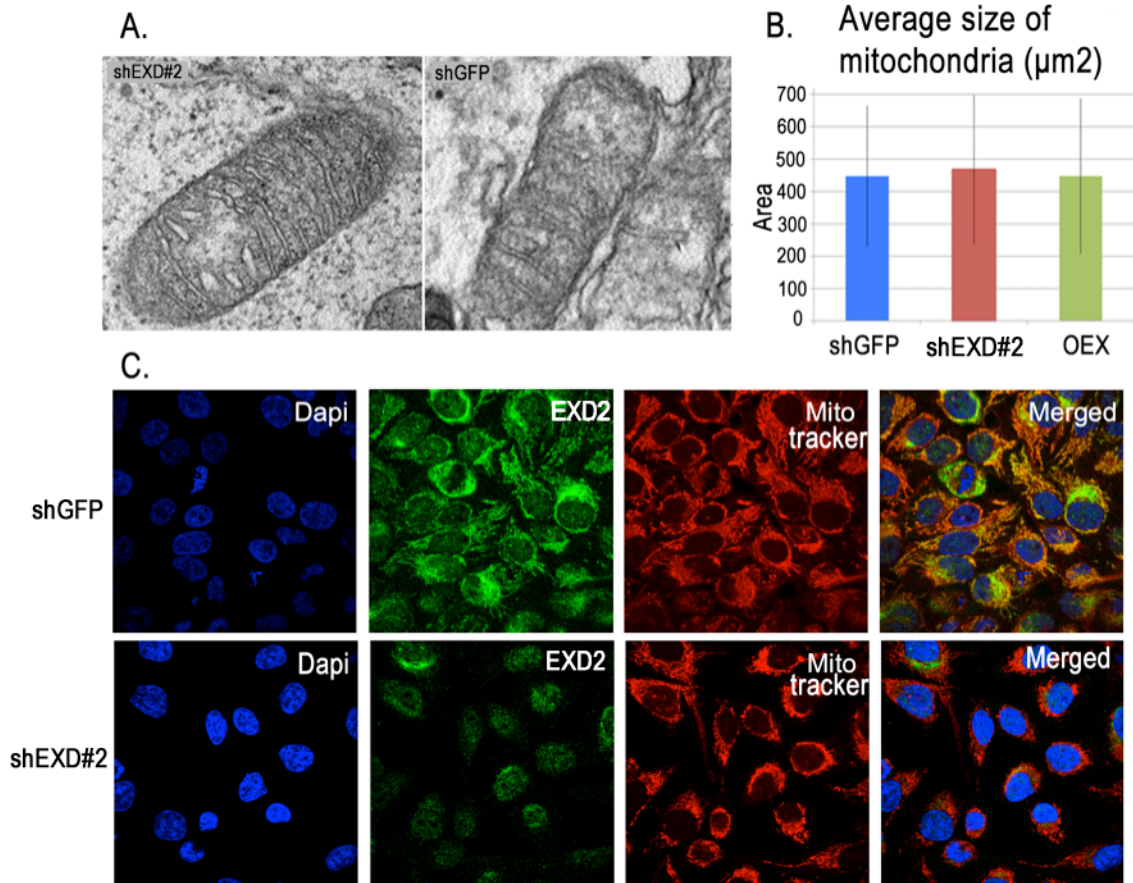 A.
shEXD#2
shGFP
B.
Average size of
mitochondria (µm2)
700
600
500
400
300
200
100
0
Area
shGFP
shEXD#2
OEX
C.
Dapi
EXD2
Mito
tracker
Merged
shGFP
Dapi
EXD2
Mito
tracker
Merged
shEXD#2